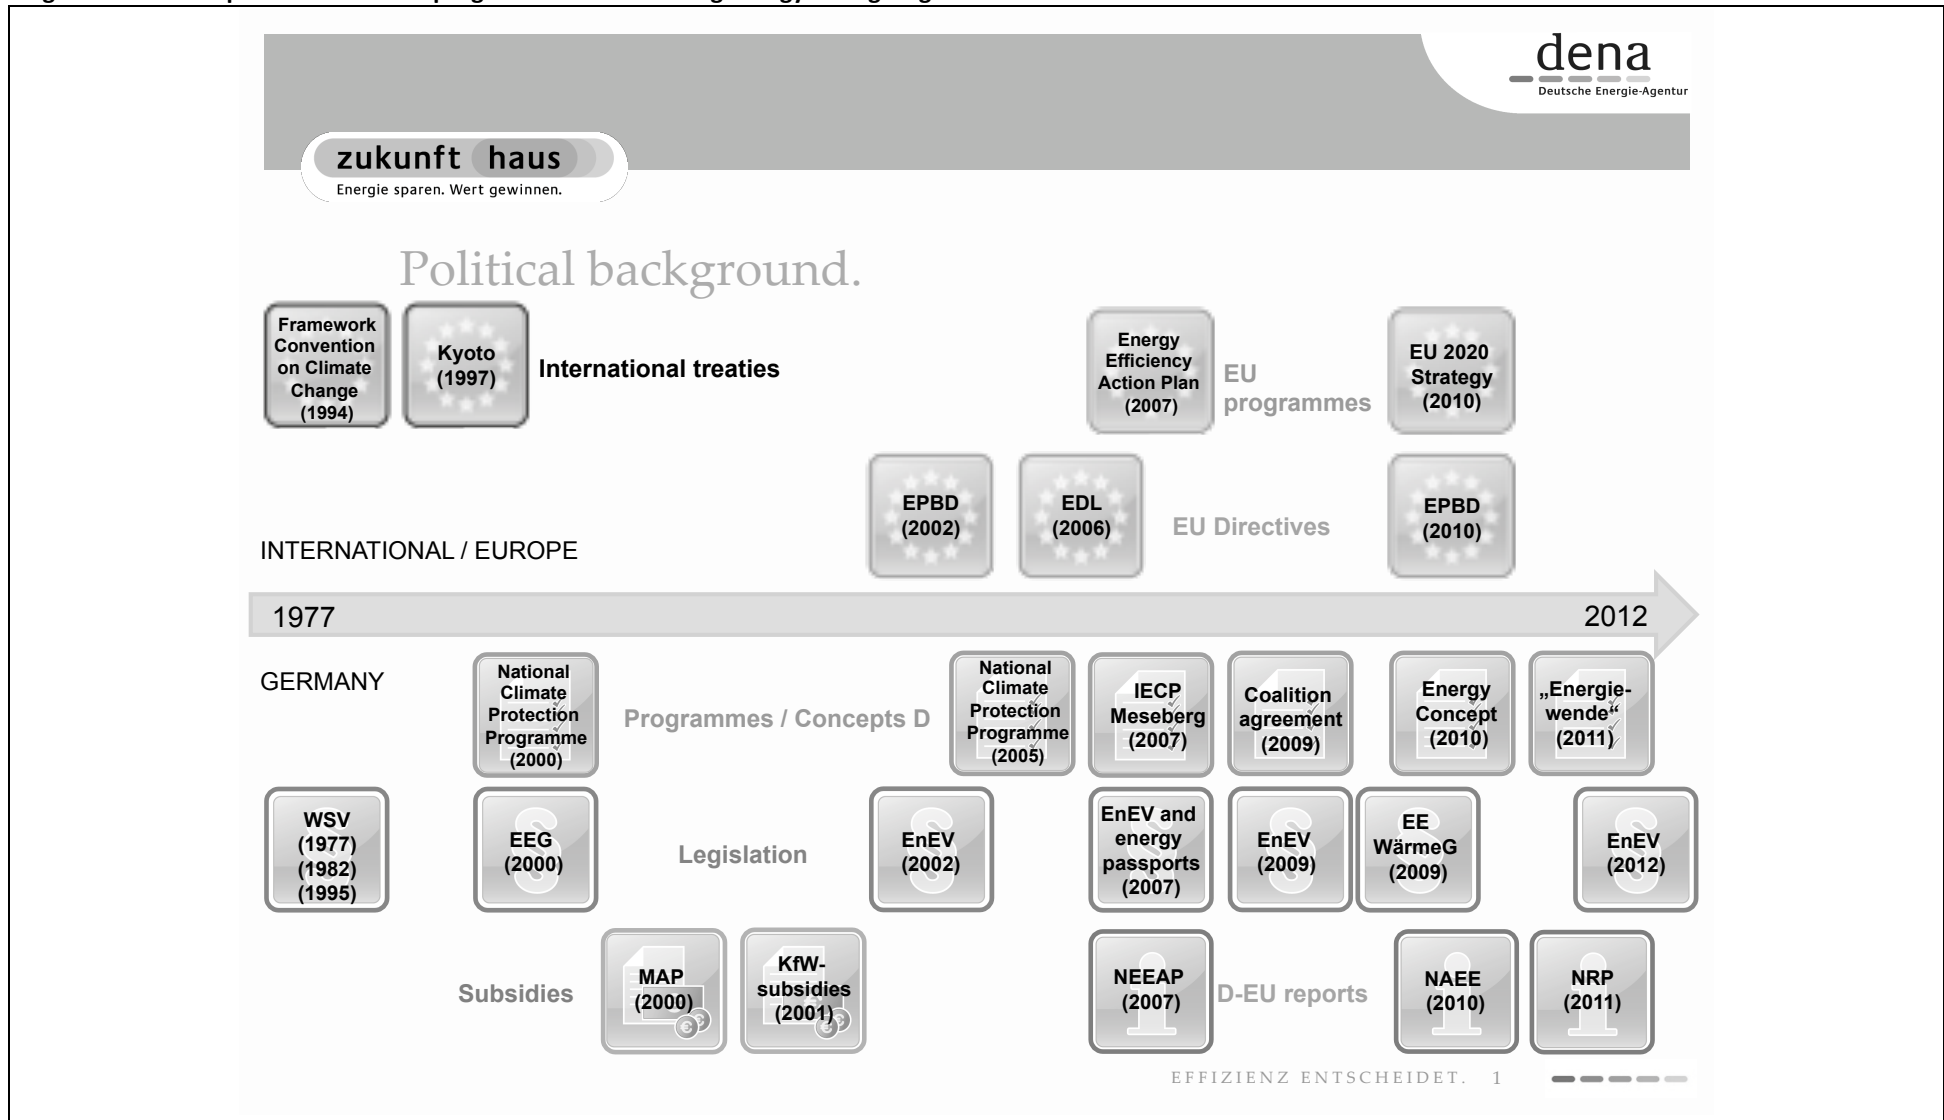 dena
Deutsche Energie-Agentur
zukunft haus
Energie sparen. Wert gewinnen.
Political background.
Framework
Convention
on Climate
Change
(1994)
Kyoto
(1997)
International treaties
Energy
Efficiency
Action Plan
(2007)
EU
programmes
EU 2020
Strategy
(2010)
EPBD
(2002)
EDL
(2006)
EU Directives
EPBD
(2010)
INTERNATIONAL / EUROPE
1977
2012
GERMANY
National
Climate
Protection
Programme
(2000)
Programmes / Concepts D
National
Climate
Protection
Programme
(2005)
IECP
Meseberg
(2007)
Coalition
agreement
(2009)
Energy
Concept
(2010)
„Energie-
wende“
(2011)
WSV
(1977)
(1982)
(1995)
EEG
(2000)
Legislation
EnEV
(2002)
EnEV and
energy
passports
(2007)
EnEV
(2009)
EE
WärmeG
(2009)
EnEV
(2012)
Subsidies
MAP
(2000)
KfW-
subsidies
(2001)
NEEAP
(2007)
D-EU reports
NAEE
(2010)
NRP
(2011)
EFFIZIENZ ENTSCHEIDET. 1